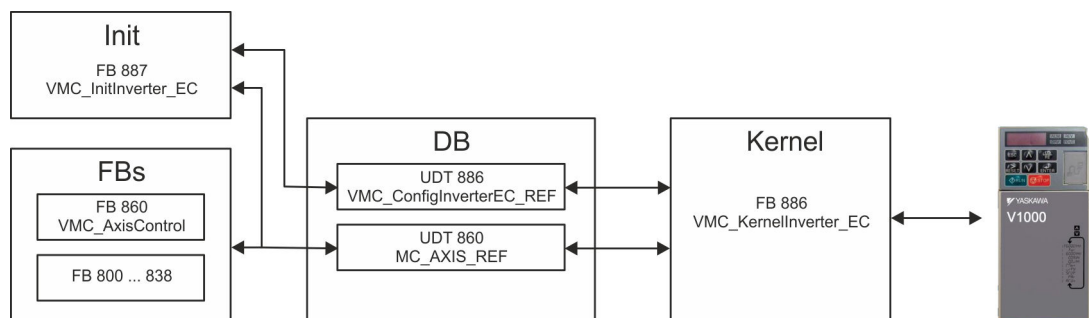 Init
FB 887
VMC_InitInverter_EC
FBs
FB 860
VMC_AxisControl
FB 800 ... 838
DB
UDT 886
VMC_ConfigInverterEC_REF
UDT 860
MC_AXIS_REF
Kernel
FB 886
VMC_KernelInverter_EC
YASKAWA
V1000